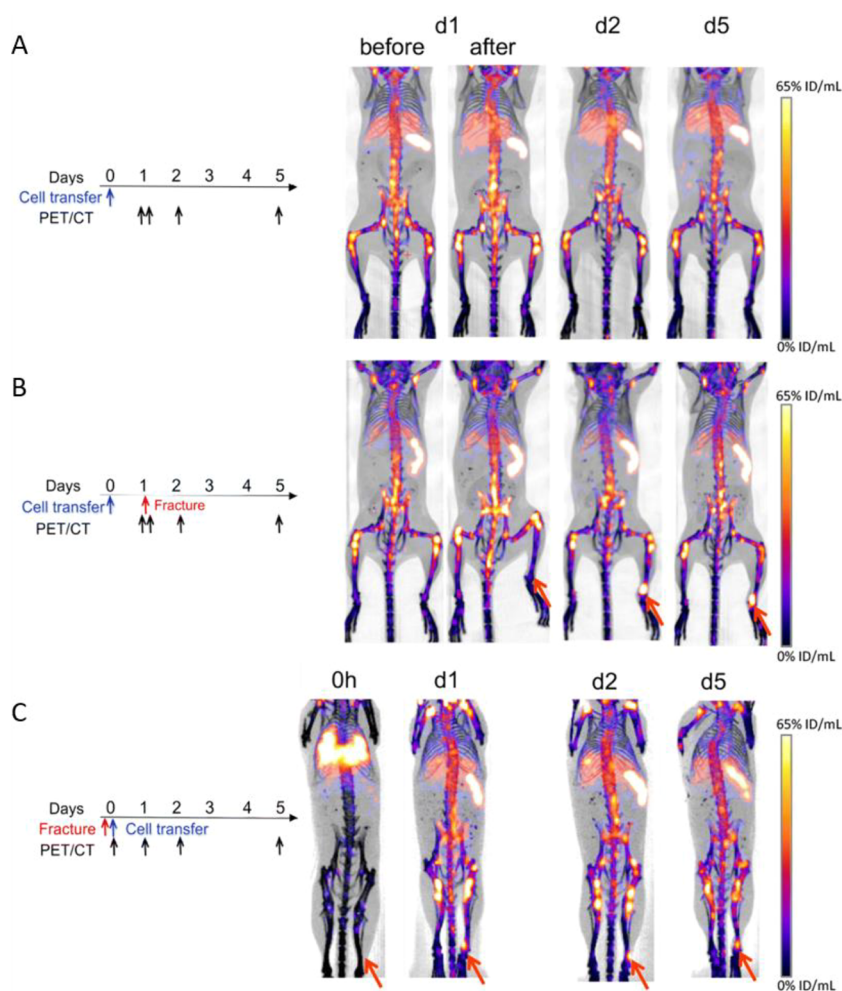 A
d1
before after d2 d5
65% ID/mL
Days 0 1 2 3 4 5
Cell transfer
PET/CT
0% ID/mL
B
65% ID/mL
Days 0 1 2 3 4 5
Cell transfer Fracture
PET/CT
0% ID/mL
0h d1 d2 d5
C
65% ID/mL
Days 0 1 2 3 4 5
Fracture Cell transfer
PET/CT
0% ID/mL